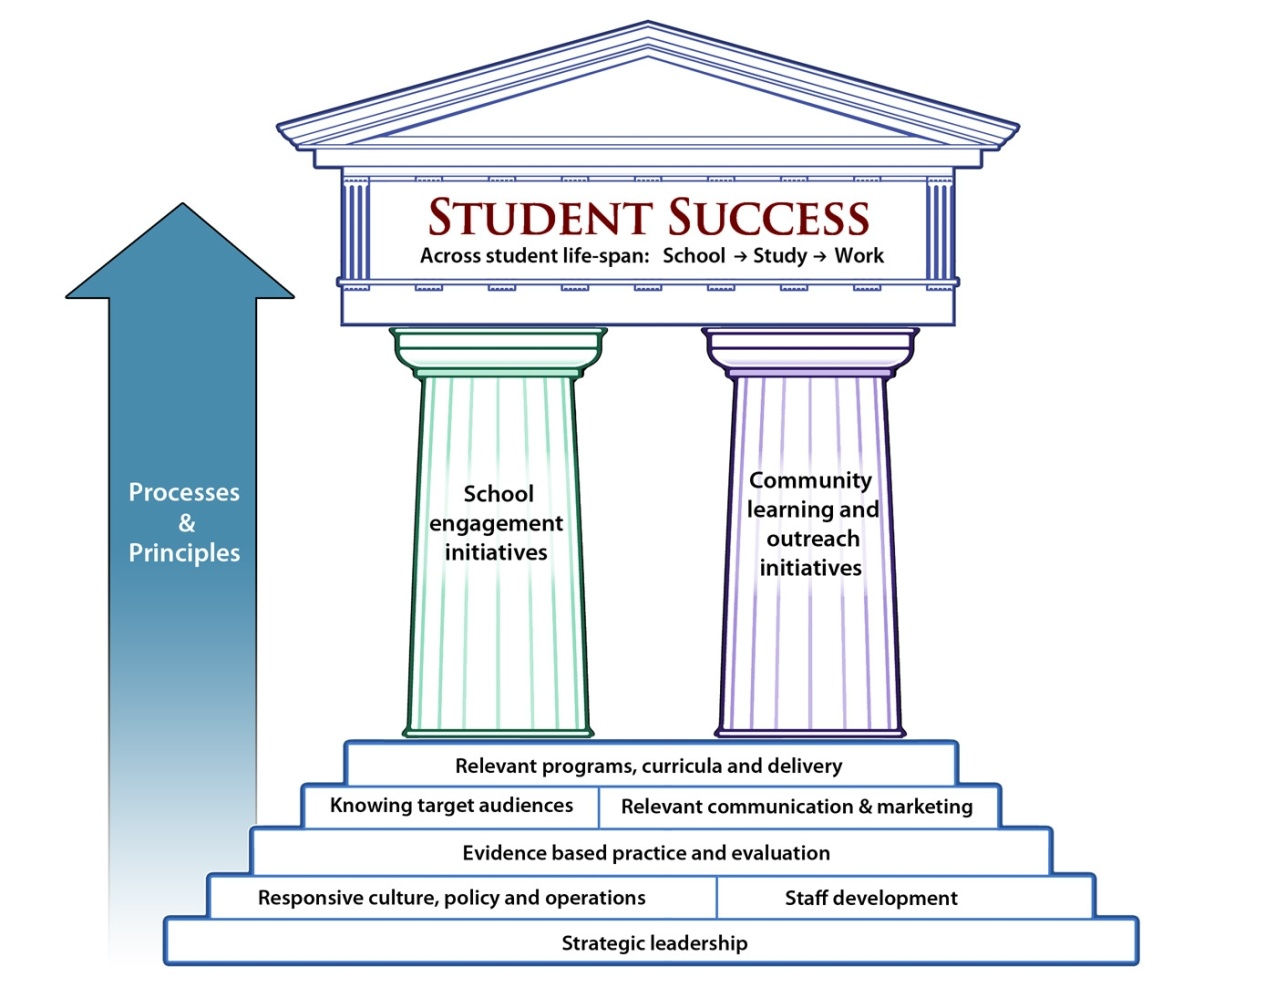 STUDENT SUCCESS
Across student life-span: School → Study → Work
Processes
&
Principles
School
engagement
initiatives
Community
learning and
outreach
initiatives
Relevant programs, curricula and delivery
Knowing target audiences
Relevant communication & marketing
Evidence based practice and evaluation
Responsive culture, policy and operations
Staff development
Strategic leadership